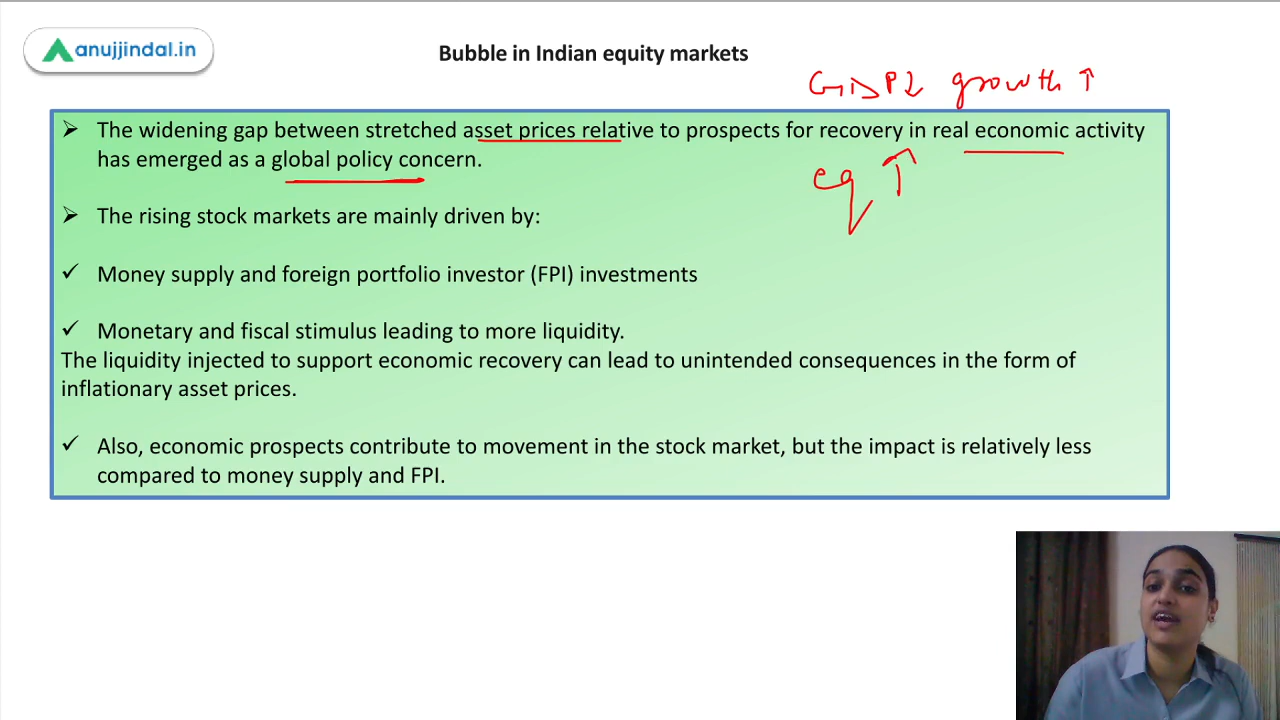 anujjindal.in
Bubble in Indian equity markets
GDP↓ growth ↑
➢ The widening gap between stretched asset prices relative to prospects for recovery in real economic activity
has emerged as a global policy concern.
eq ↑
➢ The rising stock markets are mainly driven by:
✓ Money supply and foreign portfolio investor (FPI) investments
✓ Monetary and fiscal stimulus leading to more liquidity.
The liquidity injected to support economic recovery can lead to unintended consequences in the form of
inflationary asset prices.
✓ Also, economic prospects contribute to movement in the stock market, but the impact is relatively less
compared to money supply and FPI.